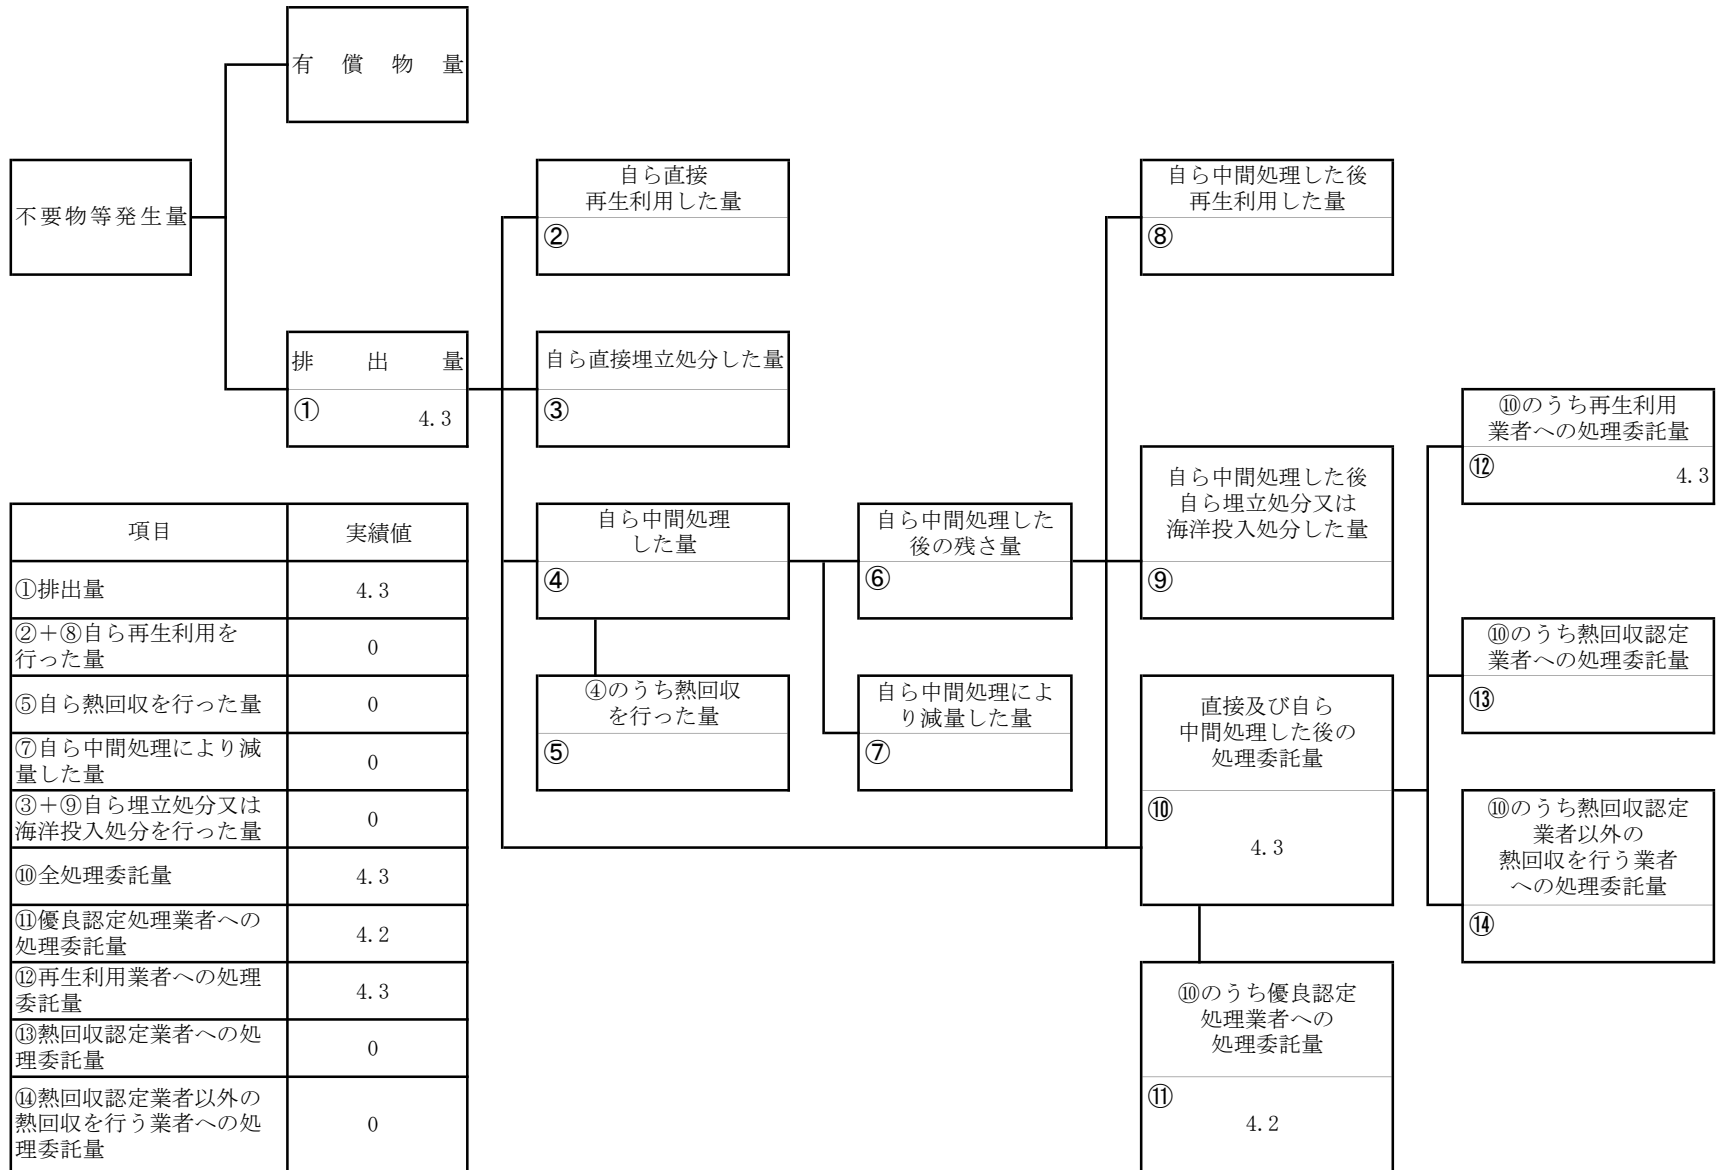 有償物量
不要物等発生量
自ら直接
再生利用した量
②
自ら中間処理した後
再生利用した量
⑧
排出量
①
4.3
自ら直接埋立処分した量
③
⑩のうち再生利用
業者への処理委託量
⑫
4.3
自ら中間処理
した量
④
自ら中間処理した
後の残さ量
⑥
自ら中間処理した後
自ら埋立処分又は
海洋投入処分した量
⑨
④のうち熱回収
を行った量
⑤
自ら中間処理によ
り減量した量
⑦
直接及び自ら
中間処理した後の
処理委託量
⑩
4.3
⑩のうち熱回収認定
業者への処理委託量
⑬
⑩のうち熱回収認定
業者以外の
熱回収を行う業者
への処理委託量
⑭
⑩のうち優良認定
処理業者への
処理委託量
⑪
4.2
項目 実績値
①排出量 4.3
②＋⑧自ら再生利用を
行った量 0
⑤自ら熱回収を行った量 0
⑦自ら中間処理により減
量した量 0
③＋⑨自ら埋立処分又は
海洋投入処分を行った量 0
⑩全処理委託量 4.3
⑪優良認定処理業者への
処理委託量 4.2
⑫再生利用業者への処理
委託量 4.3
⑬熱回収認定業者への処
理委託量 0
⑭熱回収認定業者以外の
熱回収を行う業者への処
理委託量 0